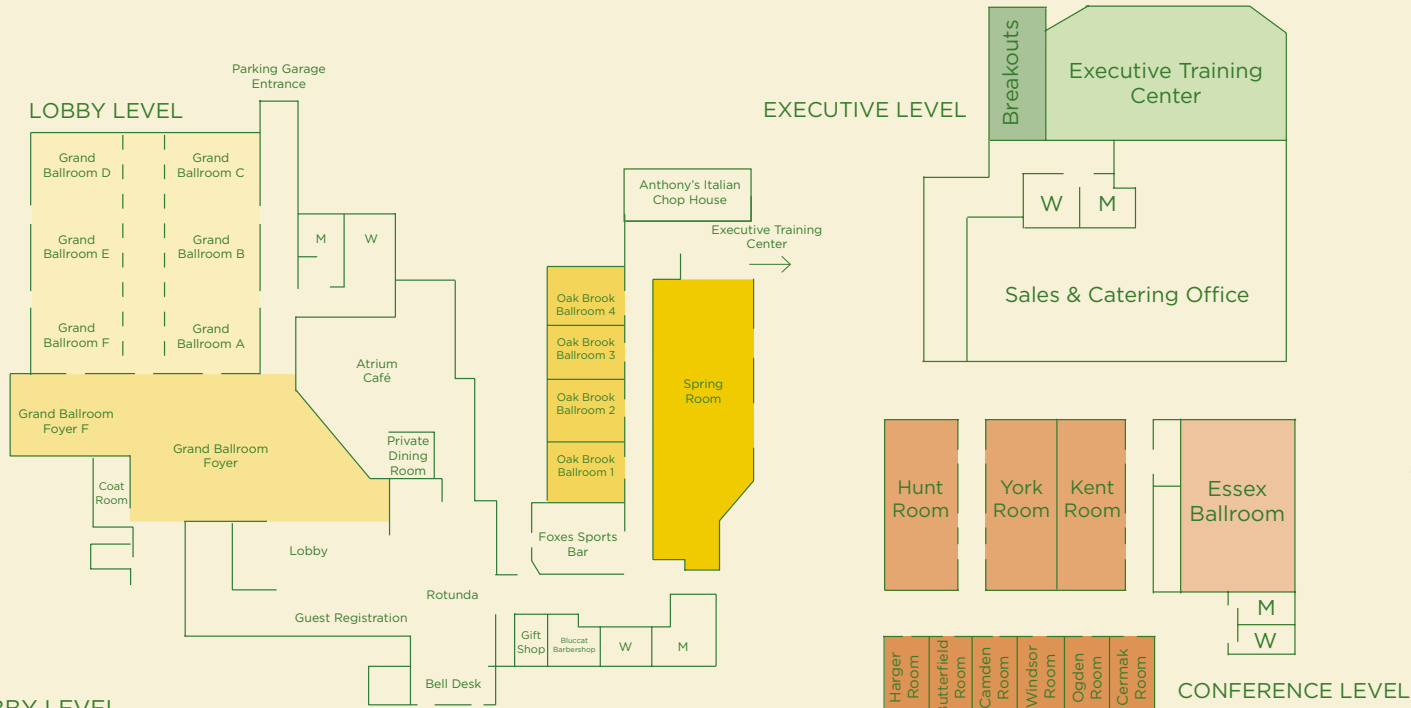 Parking Garage
Entrance
LOBBY LEVEL
Grand
Ballroom D
Grand
Ballroom C
Grand
Ballroom E
Grand
Ballroom B
Grand
Ballroom F
Grand
Ballroom A
M
W
Atrium
Café
Grand Ballroom
Foyer F
Grand Ballroom
Foyer
Private
Dining
Room
Coat
Room
Lobby
Rotunda
Guest Registration
Bell Desk
Anthony's Italian
Chop House
Executive Training
Center
Oak Brook
Ballroom 4
Oak Brook
Ballroom 3
Oak Brook
Ballroom 2
Oak Brook
Ballroom 1
Spring
Room
Foxes Sports
Bar
Gift
Shop
Bluccat
Barbershop
W
M
EXECUTIVE LEVEL
Breakouts
Executive Training
Center
W
M
Sales & Catering Office
Hunt
Room
York
Room
Kent
Room
Essex
Ballroom
M
W
Harger
Room
Butterfield
Room
Camden
Room
Windsor
Room
Ogden
Room
Cermak
Room
CONFERENCE LEVEL
LEVEL